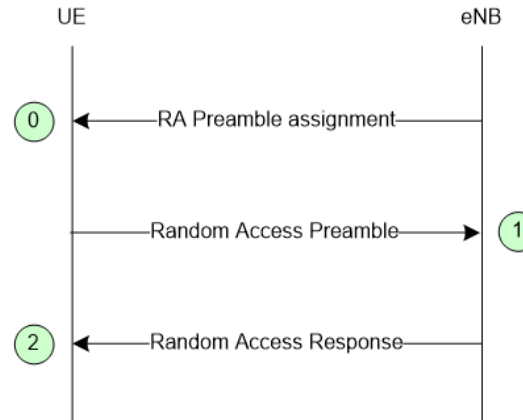 UE
eNB
0
RA Preamble assignment
Random Access Preamble
1
2
Random Access Response